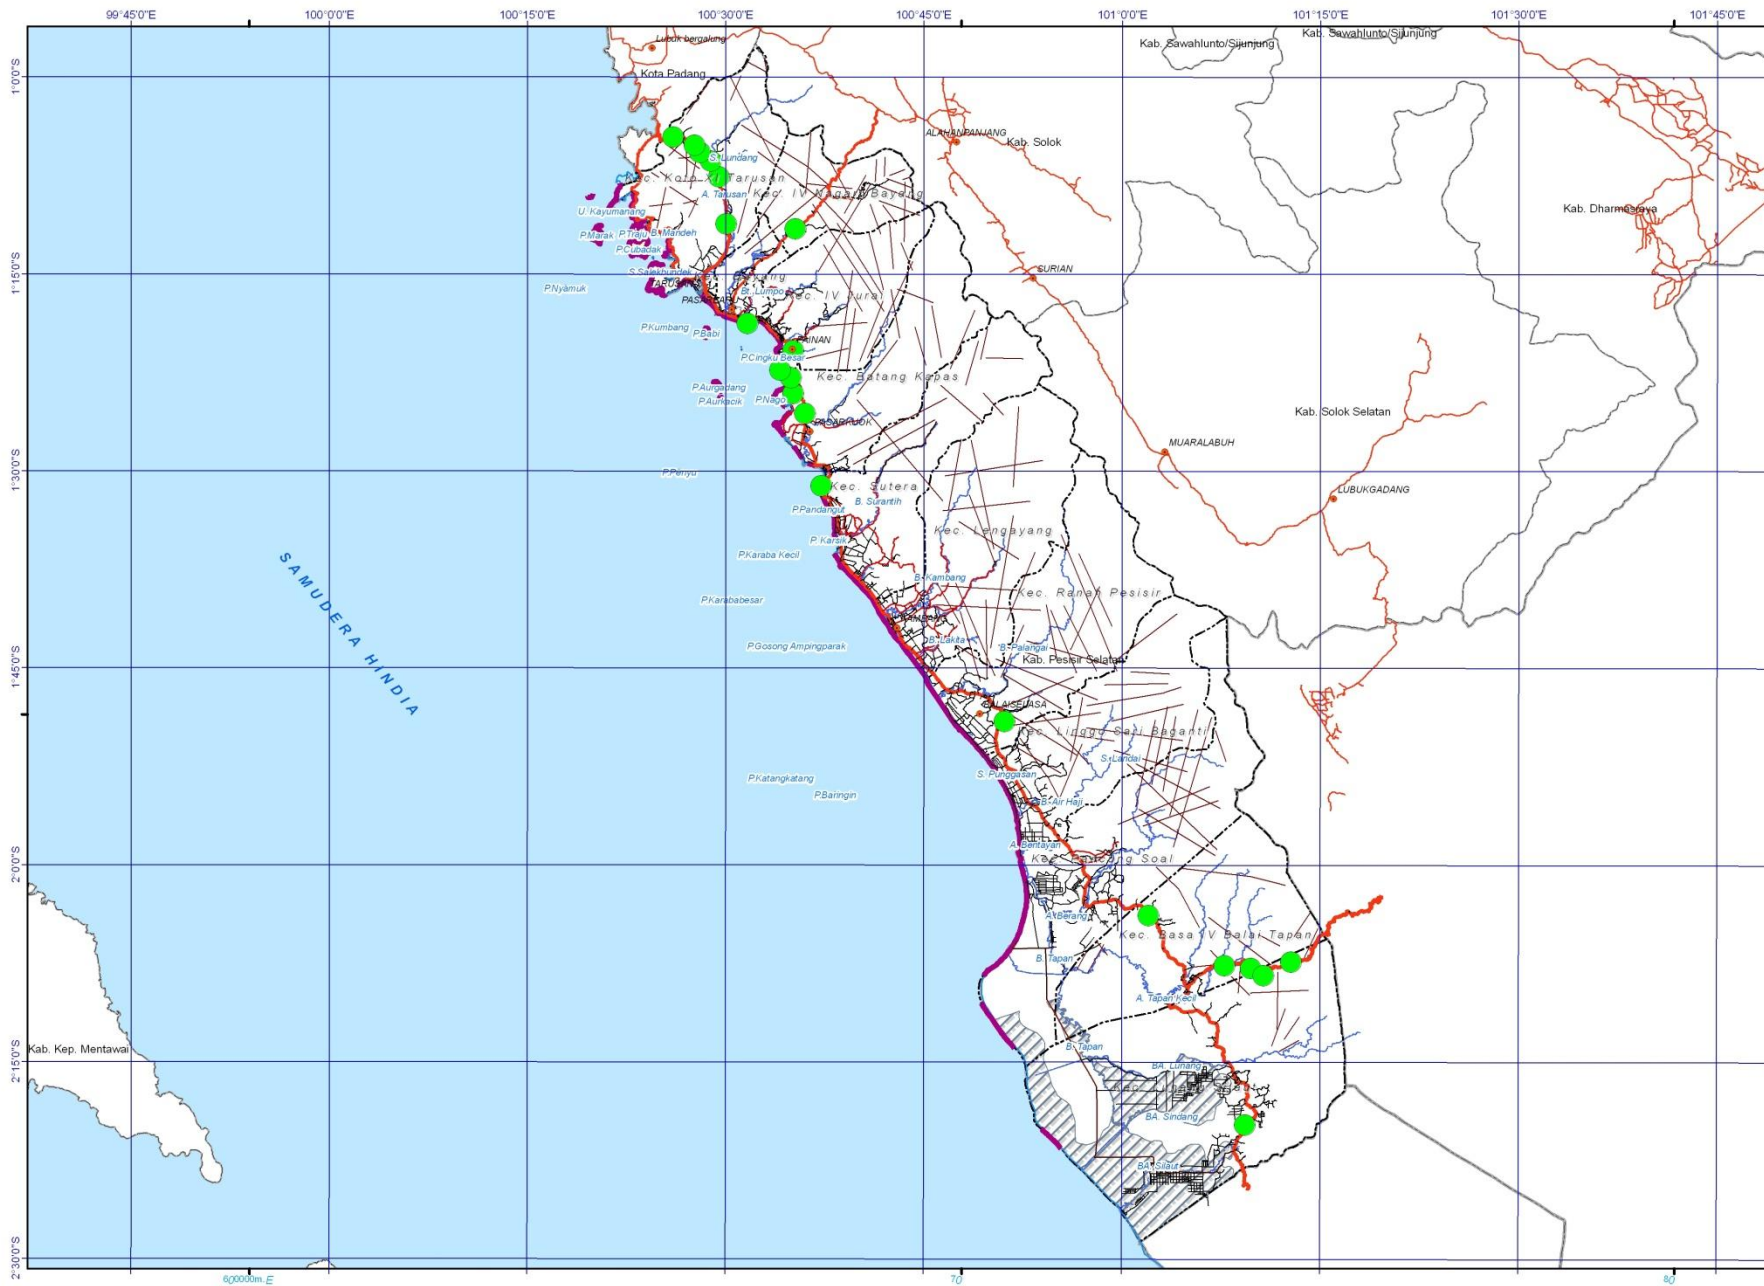 99°45'0"E
100°0'0"E
100°15'0"E
100°30'0"E
100°45'0"E
101°0'0"E
101°15'0"E
101°30'0"E
101°45'0"E
Lubuk bergalung
Kab. Sawahlunto/Sijunjung
Kab. Sawahlunto/Sijunjung
1°0'0"S
Kota Padang
ALAHANPANJANG
Kab. Solok
S. Lundang
Kec. Koto XI Tarusan
A. Tarusan
Kec. IV Nagari Bayang
U. Kayumanang
Kab. Dharmasraya
P.Marak
P.Traju
B. Mandeh
P.Cubadak
1°15'0"S
S.Salekhundek
SURIAN
P.Nyamuk
TARUSAN
Bt. Lumpo
Kec. IV Jurai
PASARBARU
P.Kumbang
P.Babi
PAINAN
P.Cingku Besar
Kec. Batang Kapas
P.Aurgadang
P.Aurkacik
P.Nago
Kab. Solok Selatan
PASARKUOK
MUARALABUH
1°30'0"S
P.Penyu
Kec. Sutera
LUBUKGADANG
B. Surantih
P.Pandangut
Kec. Lengayang
P. Karsik
P.Karaba Kecil
SAMUDERA HINDIA
B. Kambang
Kec. Ranah Pesisir
P.Karababesar
KAMBANG
B. Lakita
P.Gosong Ampingparak
B. Palangai
Kab. Pesisir Selatan
1°45'0"S
BALAISELASA
Kec. Linggo Sari Baganti
S. Landai
S. Punggasan
P.Katangkatang
P.Baringin
B. Air Haji
A. Bentayan
Kec. Pancung Soal
2°0'0"S
A. Berang
Kec. Basa IV Balai Tapan
B. Tapan
A. Tapan Kecil
B. Tapan
Kab. Kep. Mentawai
2°15'0"S
BA. Lunang
BA. Sindang
BA. Silaut
2°30'0"S
600000m.E
70
80